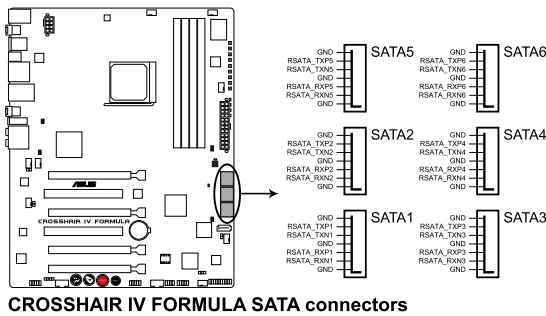 SATA5
GND
RSATA_TXP5
RSATA_TXN5
GND
RSATA_RXP5
RSATA_RXN5
GND
SATA6
GND
RSATA_TXP6
RSATA_TXN6
GND
RSATA_RXP6
RSATA_RXN6
GND
SATA2
GND
RSATA_TXP2
RSATA_TXN2
GND
RSATA_RXP2
RSATA_RXN2
GND
SATA4
GND
RSATA_TXP4
RSATA_TXN4
GND
RSATA_RXP4
RSATA_RXN4
GND
SATA1
GND
RSATA_TXP1
RSATA_TXN1
GND
RSATA_RXP1
RSATA_RXN1
GND
SATA3
GND
RSATA_TXP3
RSATA_TXN3
GND
RSATA_RXP3
RSATA_RXN3
GND
ASUS
CROSSHAIR IV FORMULA
CROSSHAIR IV FORMULA SATA connectors